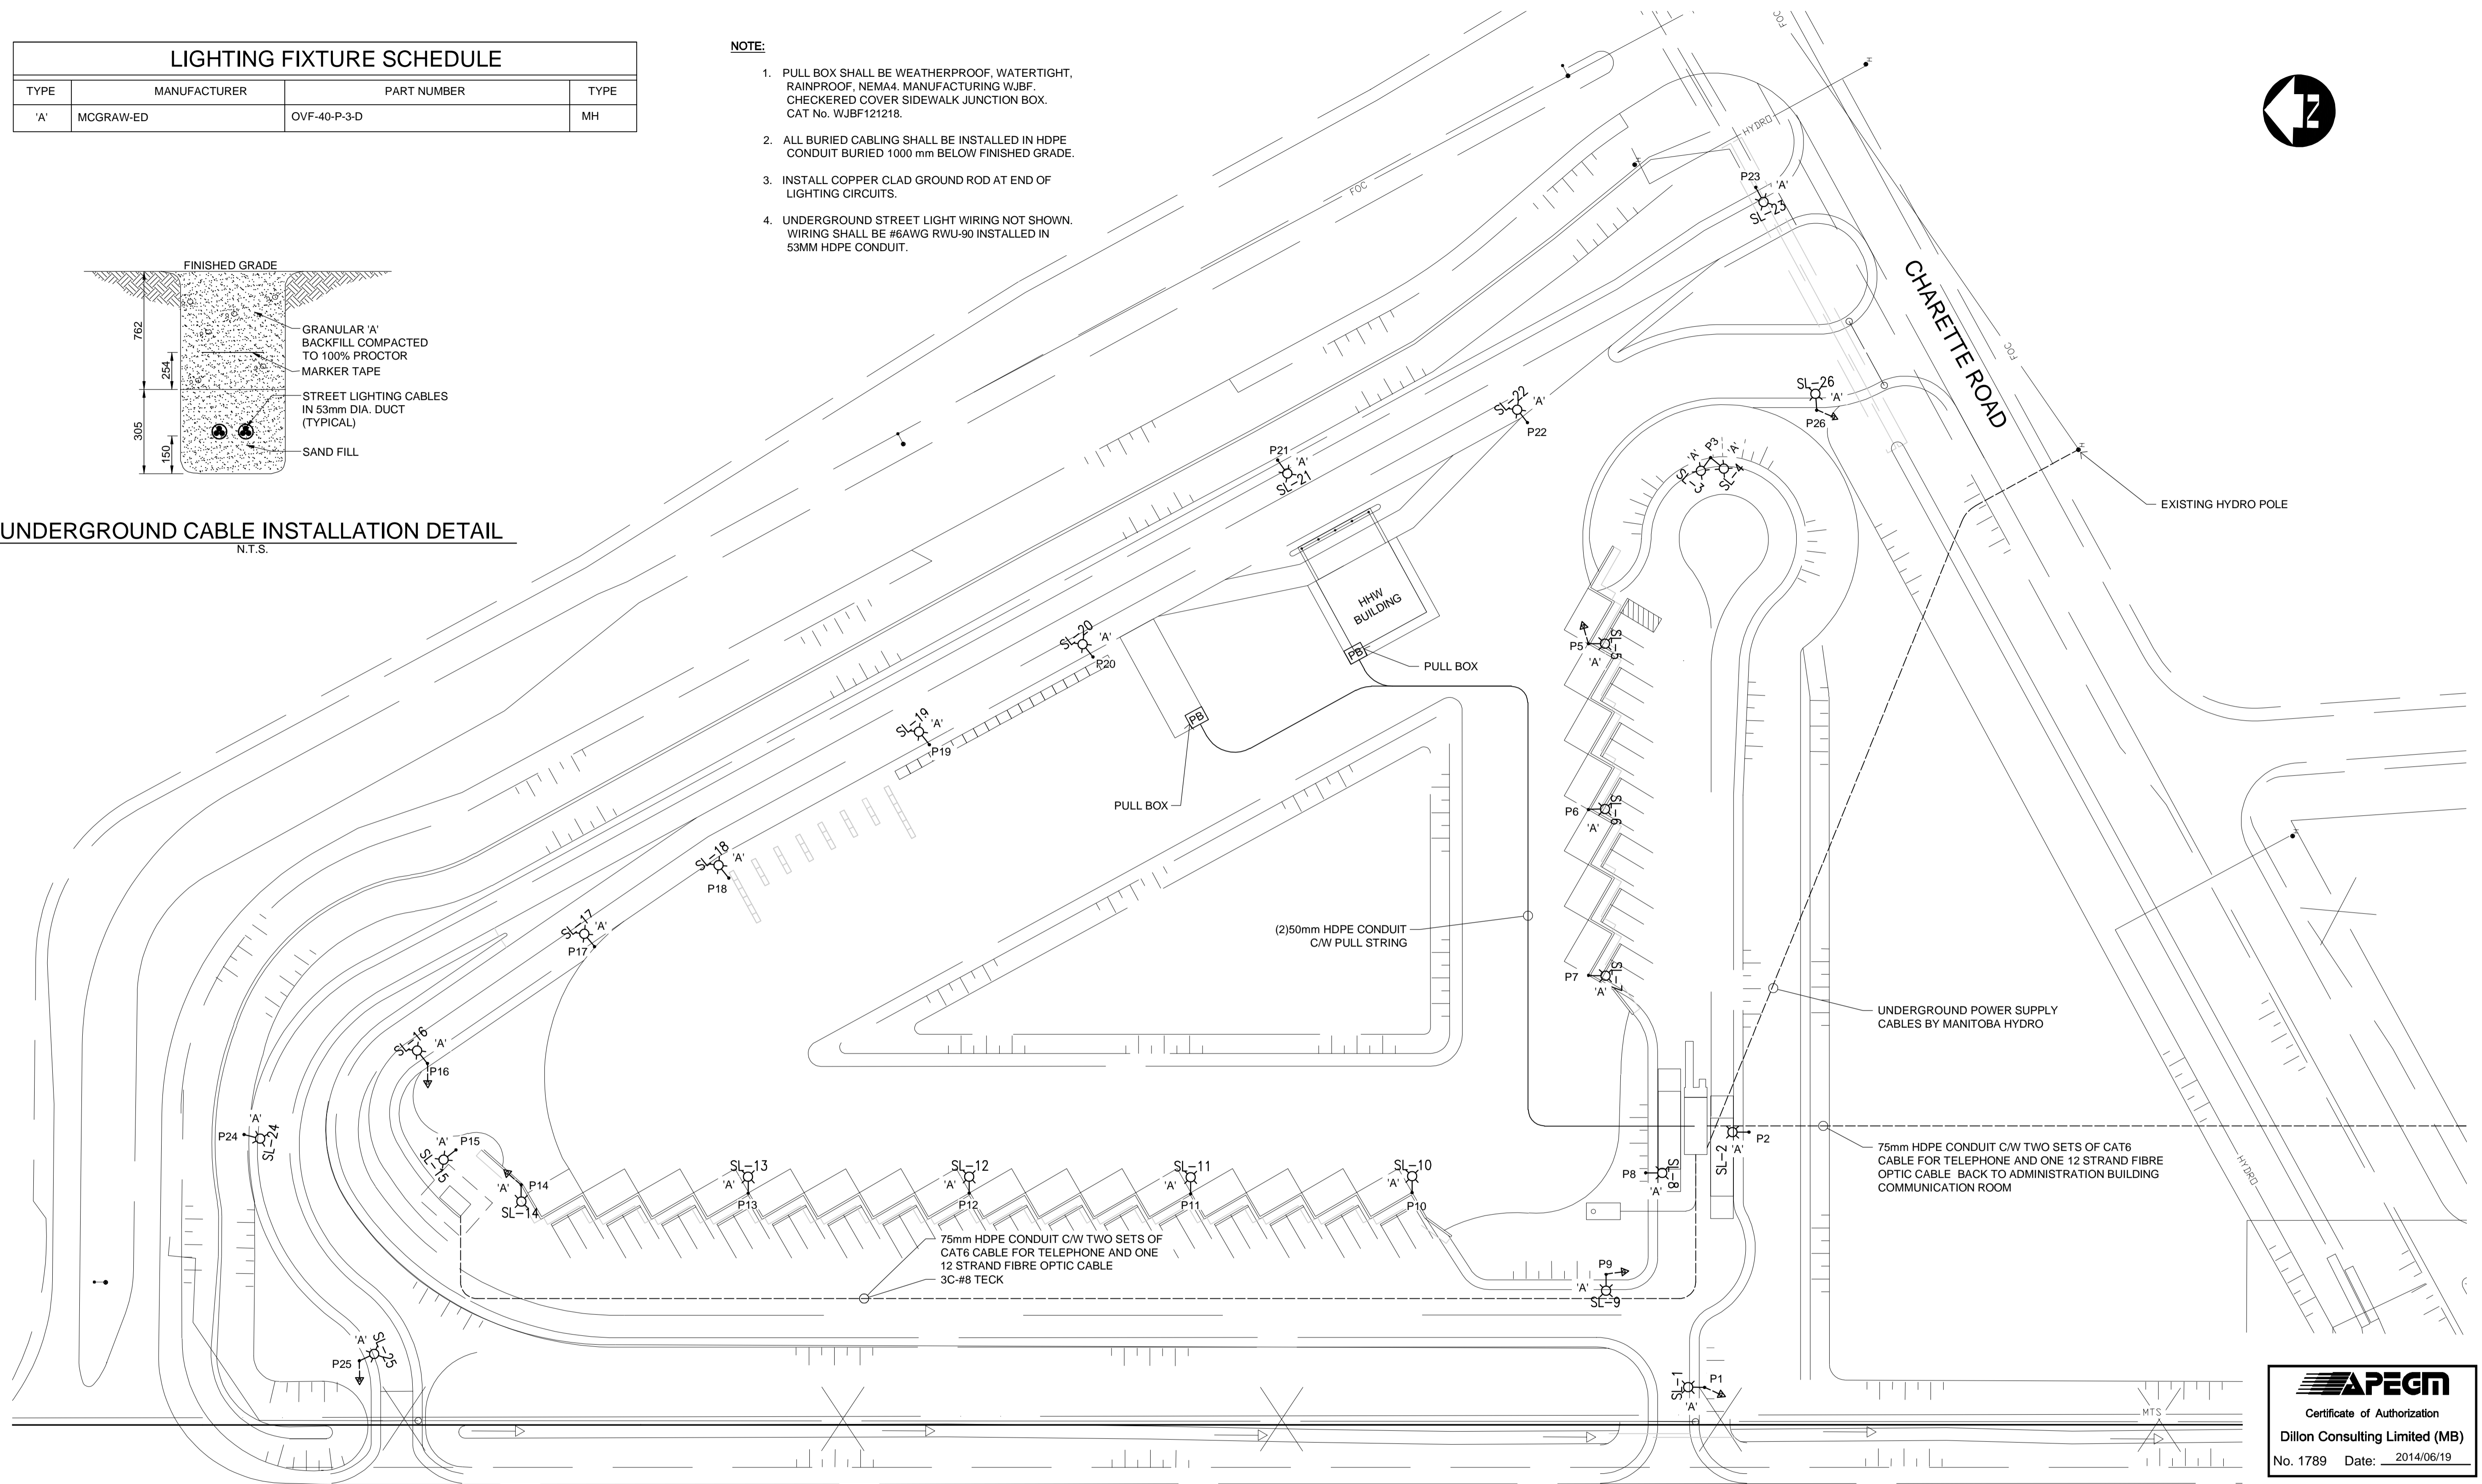 LIGHTING FIXTURE SCHEDULE
TYPE MANUFACTURER PART NUMBER TYPE
'A' MCGRAW-ED OVF-40-P-3-D MH
NOTE:
1. PULL BOX SHALL BE WEATHERPROOF, WATERTIGHT,
RAINPROOF, NEMA4. MANUFACTURING WJBF.
CHECKERED COVER SIDEWALK JUNCTION BOX.
CAT No. WJBF121218.
2. ALL BURIED CABLING SHALL BE INSTALLED IN HDPE
CONDUIT BURIED 1000 mm BELOW FINISHED GRADE.
3. INSTALL COPPER CLAD GROUND ROD AT END OF
LIGHTING CIRCUITS.
4. UNDERGROUND STREET LIGHT WIRING NOT SHOWN.
WIRING SHALL BE #6AWG RWU-90 INSTALLED IN
53MM HDPE CONDUIT.
N
FINISHED GRADE
762
254
305
150
GRANULAR 'A'
BACKFILL COMPACTED
TO 100% PROCTOR
MARKER TAPE
STREET LIGHTING CABLES
IN 53mm DIA. DUCT
(TYPICAL)
SAND FILL
UNDERGROUND CABLE INSTALLATION DETAIL
N.T.S.
FOC
FOC
FOC
HYDRO
H
H
H
H
P23
'A'
SL-23
CHARETTE ROAD
SL-26
'A'
P26
SL-22
'A'
P22
P21
'A'
SL-21
'A'
P3
'A'
SL-3
SL-4
EXISTING HYDRO POLE
HHW
BUILDING
PB
PULL BOX
SL-20
'A'
P20
P5
SL-5
'A'
SL-19
'A'
P19
PB
PULL BOX
P6
SL-6
'A'
SL-18
'A'
P18
SL-17
'A'
P17
(2)50mm HDPE CONDUIT
C/W PULL STRING
P7
SL-7
'A'
UNDERGROUND POWER SUPPLY
CABLES BY MANITOBA HYDRO
SL-16
'A'
P16
'A'
P24
SL-24
'A'
P15
SL-15
'A'
P14
SL-14
SL-13
'A'
P13
SL-12
'A'
P12
SL-11
'A'
P11
SL-10
'A'
P10
P8
SL-8
'A'
SL-2
'A'
P2
75mm HDPE CONDUIT C/W TWO SETS OF CAT6
CABLE FOR TELEPHONE AND ONE 12 STRAND FIBRE
OPTIC CABLE BACK TO ADMINISTRATION BUILDING
COMMUNICATION ROOM
HYDRO
75mm HDPE CONDUIT C/W TWO SETS OF
CAT6 CABLE FOR TELEPHONE AND ONE
12 STRAND FIBRE OPTIC CABLE
3C-#8 TECK
P9
'A'
SL-9
'A'
P25
SL-25
SL-1
P1
'A'
MTS
APEGM
Certificate of Authorization
Dillon Consulting Limited (MB)
No. 1789 Date: 2014/06/19